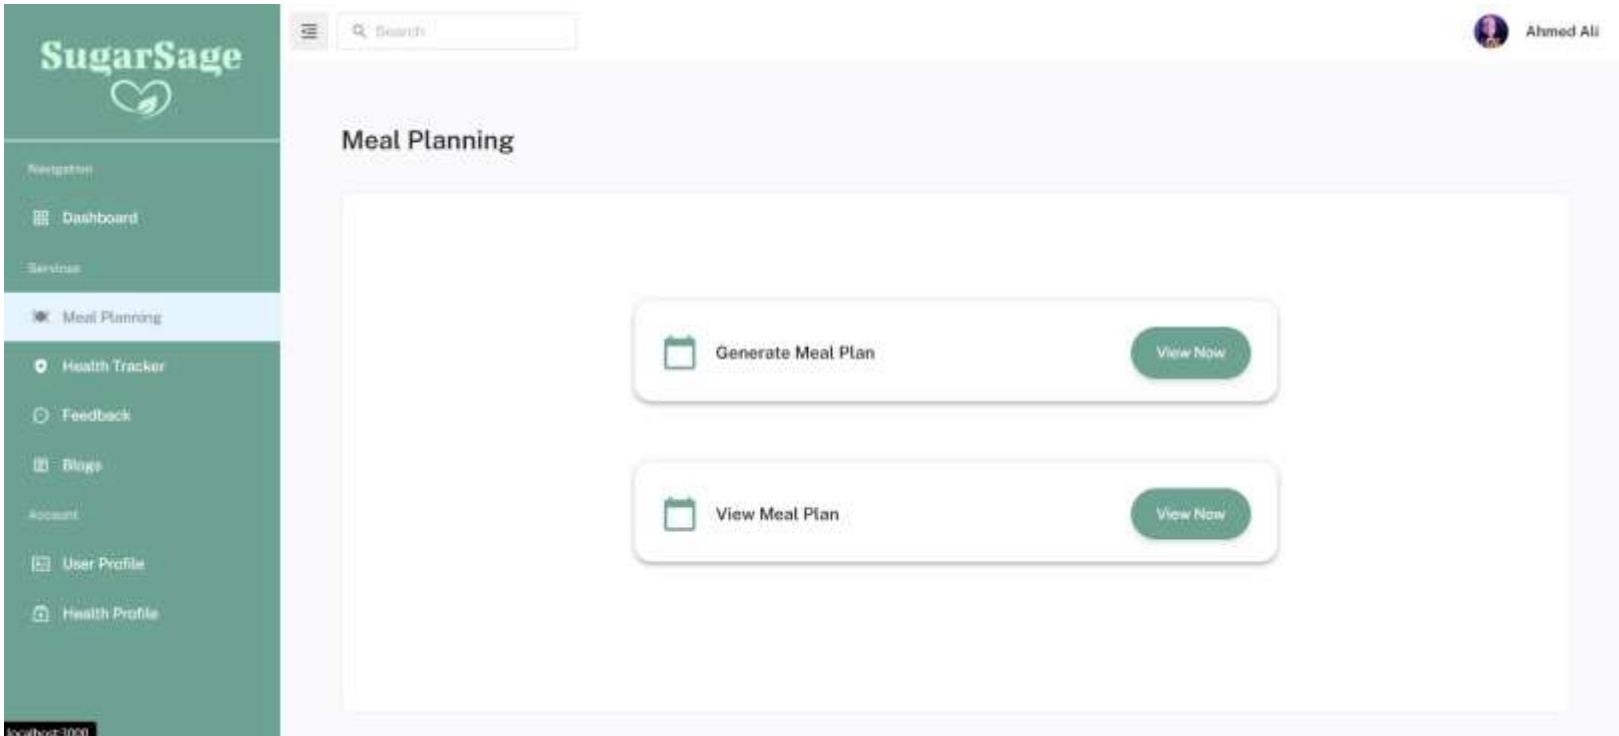 SugarSage
Search
Ahmed Ali
Meal Planning
Navigation
Dashboard
Services
Meal Planning
Health Tracker
Feedback
Blogs
Account
User Profile
Health Profile
Generate Meal Plan
View Now
View Meal Plan
View Now
localhost:3000